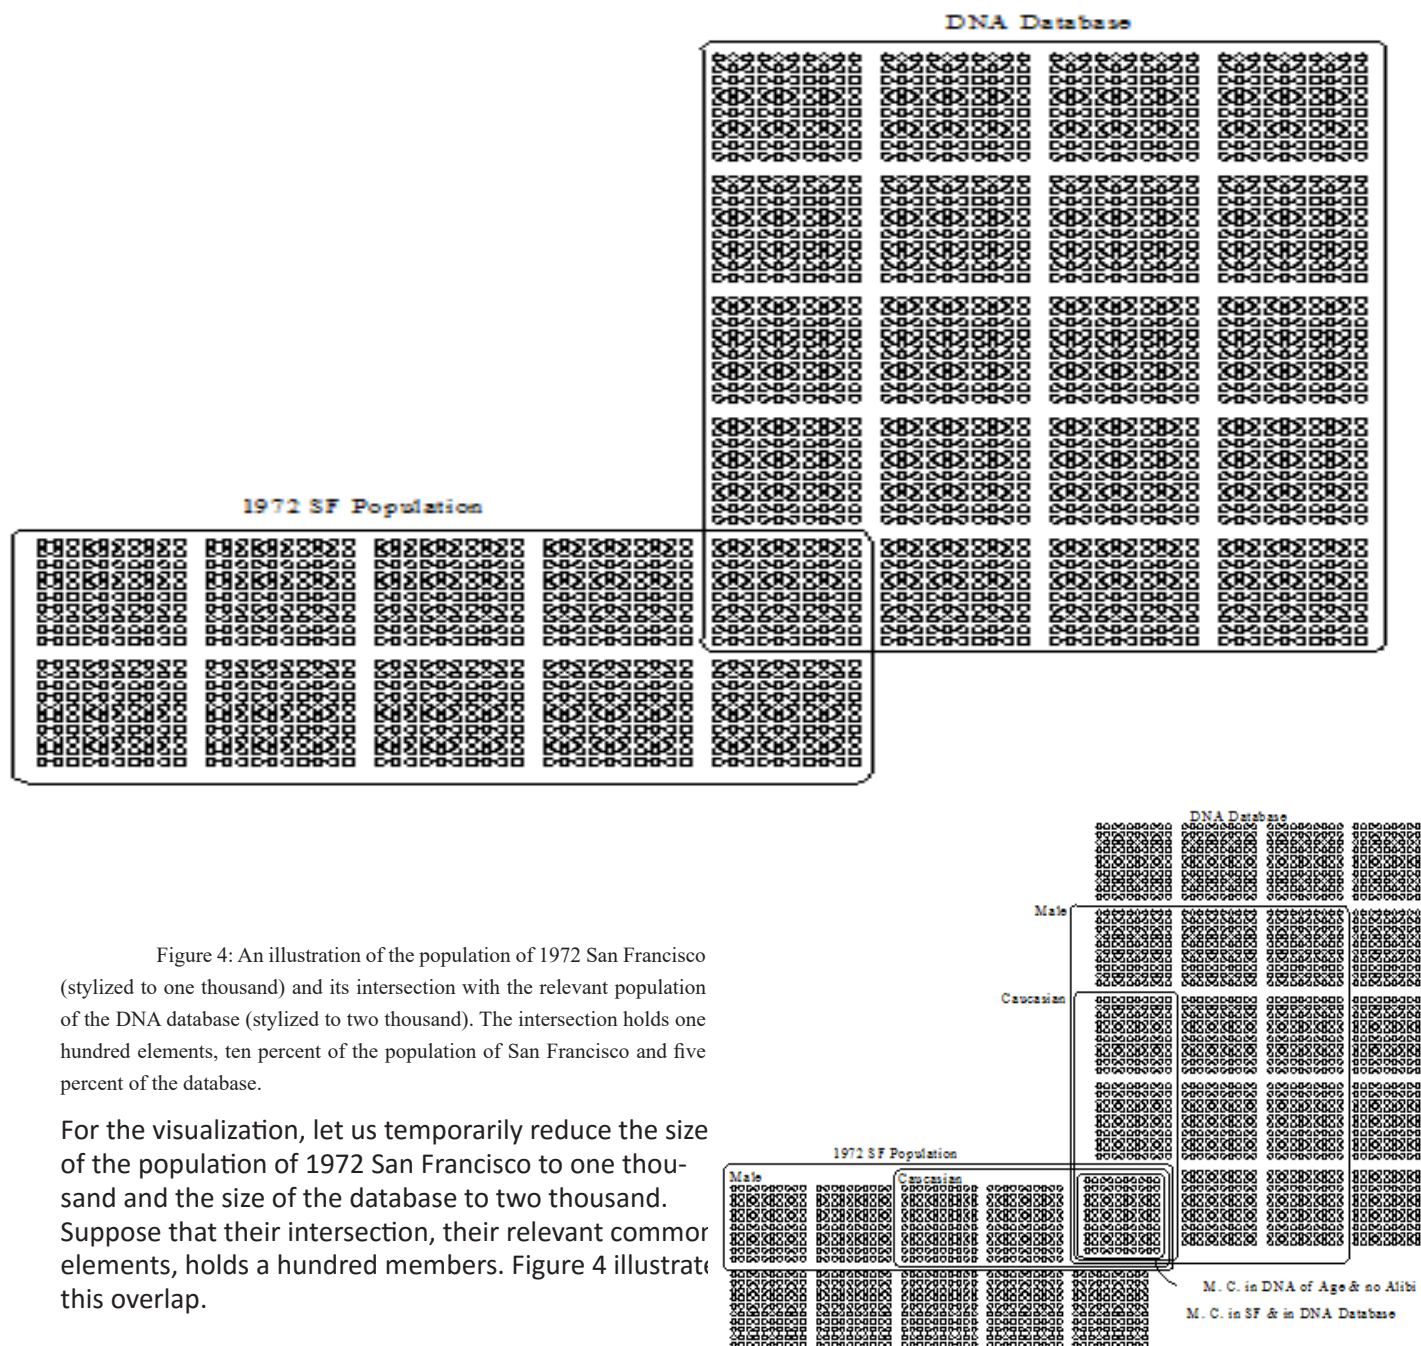 DNA Database
1972 SF Population
Figure 4: An illustration of the population of 1972 San Francisco
(stylized to one thousand) and its intersection with the relevant population
of the DNA database (stylized to two thousand). The intersection holds one
hundred elements, ten percent of the population of San Francisco and five
percent of the database.
For the visualization, let us temporarily reduce the size
of the population of 1972 San Francisco to one thou-
sand and the size of the database to two thousand.
Suppose that their intersection, their relevant common
elements, holds a hundred members. Figure 4 illustrate
this overlap.
DNA Database
Male
Caucasian
1972 SF Population
Male
Caucasian
M. C. in DNA of Age & no Alibi
M. C. in SF & in DNA Database